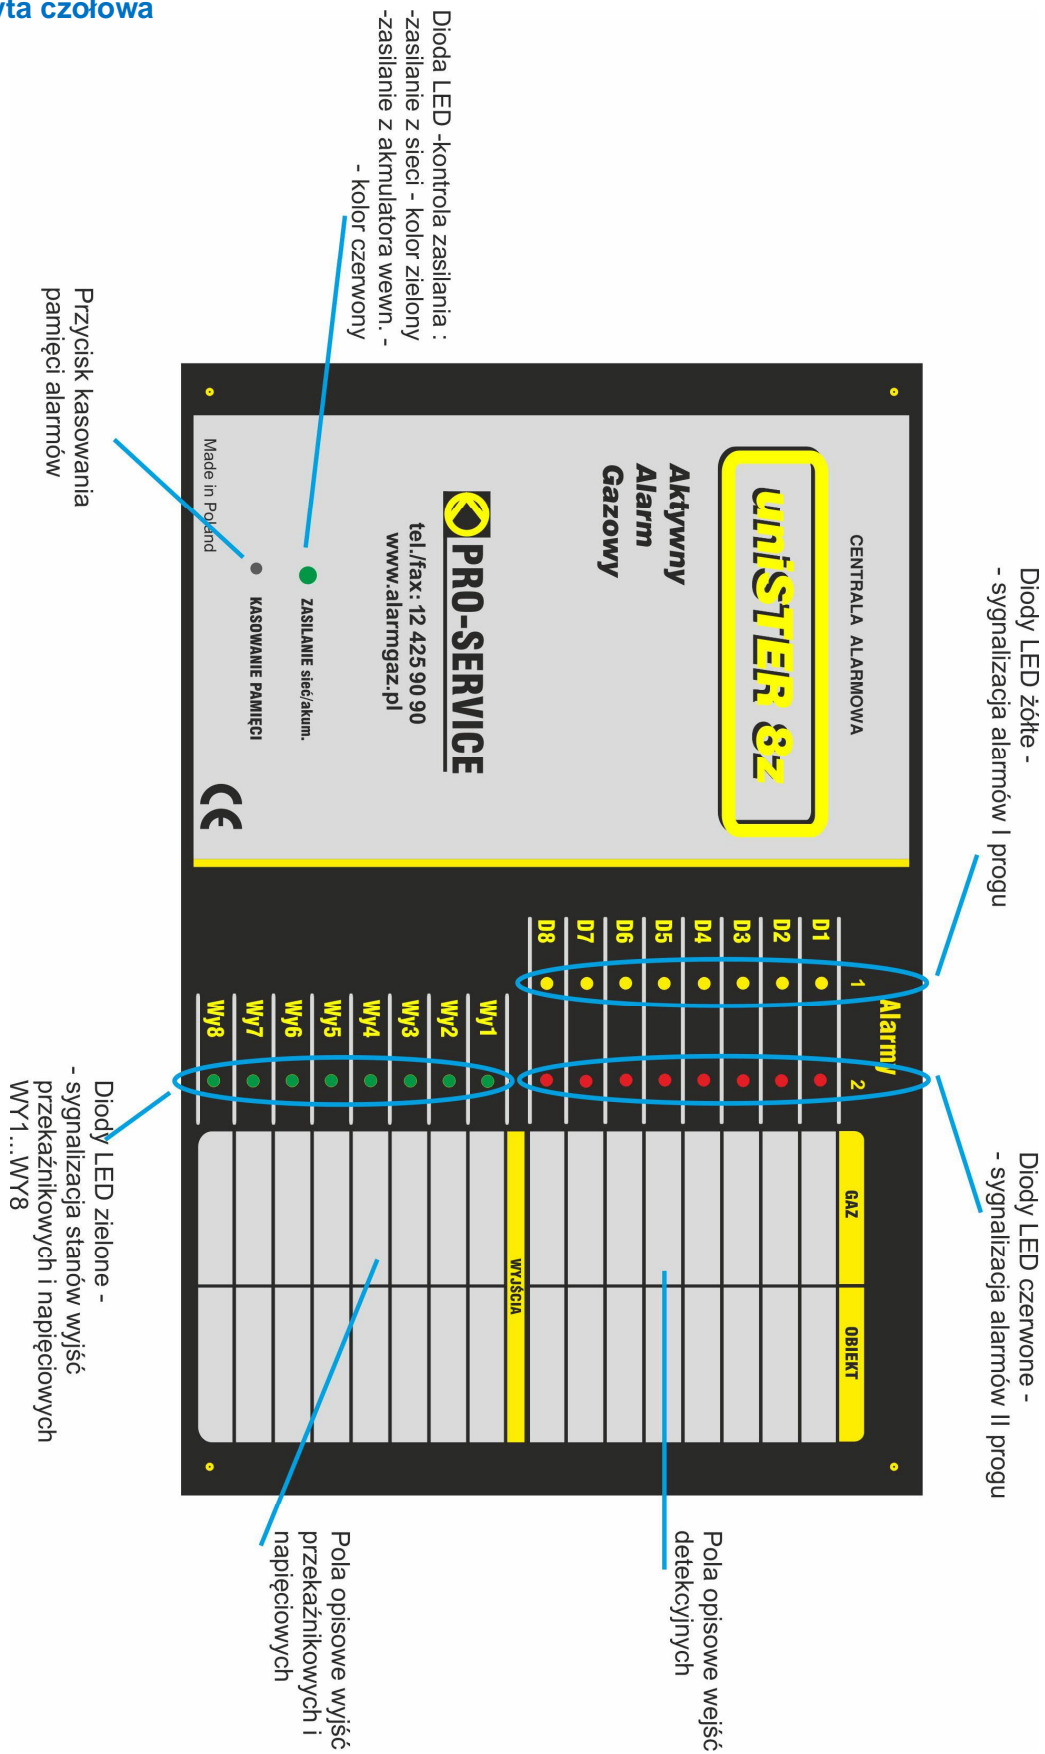 yta czołowa
Diody LED żółte -
- sygnalizacja alarmów I progu
Diody LED czerwone -
- sygnalizacja alarmów II progu
Dioda LED -kontrola zasilania :
-zasilanie z sieci - kolor zielony
-zasilanie z akmulatora wewn. -
- kolor czerwony
Przycisk kasowania
pamięci alarmów
CENTRALA ALARMOWA
uniSTER 8z
Aktywny
Alarm
Gazowy
PRO-SERVICE
tel./fax: 12 425 90 90
www.alarmgaz.pl
ZASILANIE sieć/akum.
KASOWANIE PAMIĘCI
Made in Poland
CE
Alarmy
1
2
D1
D2
D3
D4
D5
D6
D7
D8
Wy1
Wy2
Wy3
Wy4
Wy5
Wy6
Wy7
Wy8
GAZ
OBIEKT
WYJŚCIA
Pola opisowe wejść
detekcyjnych
Pola opisowe wyjść
przekaźnikowych i
napięciowych
Diody LED zielone -
- sygnalizacja stanów wyjść
przekaźnikowych i napięciowych
WY1...WY8